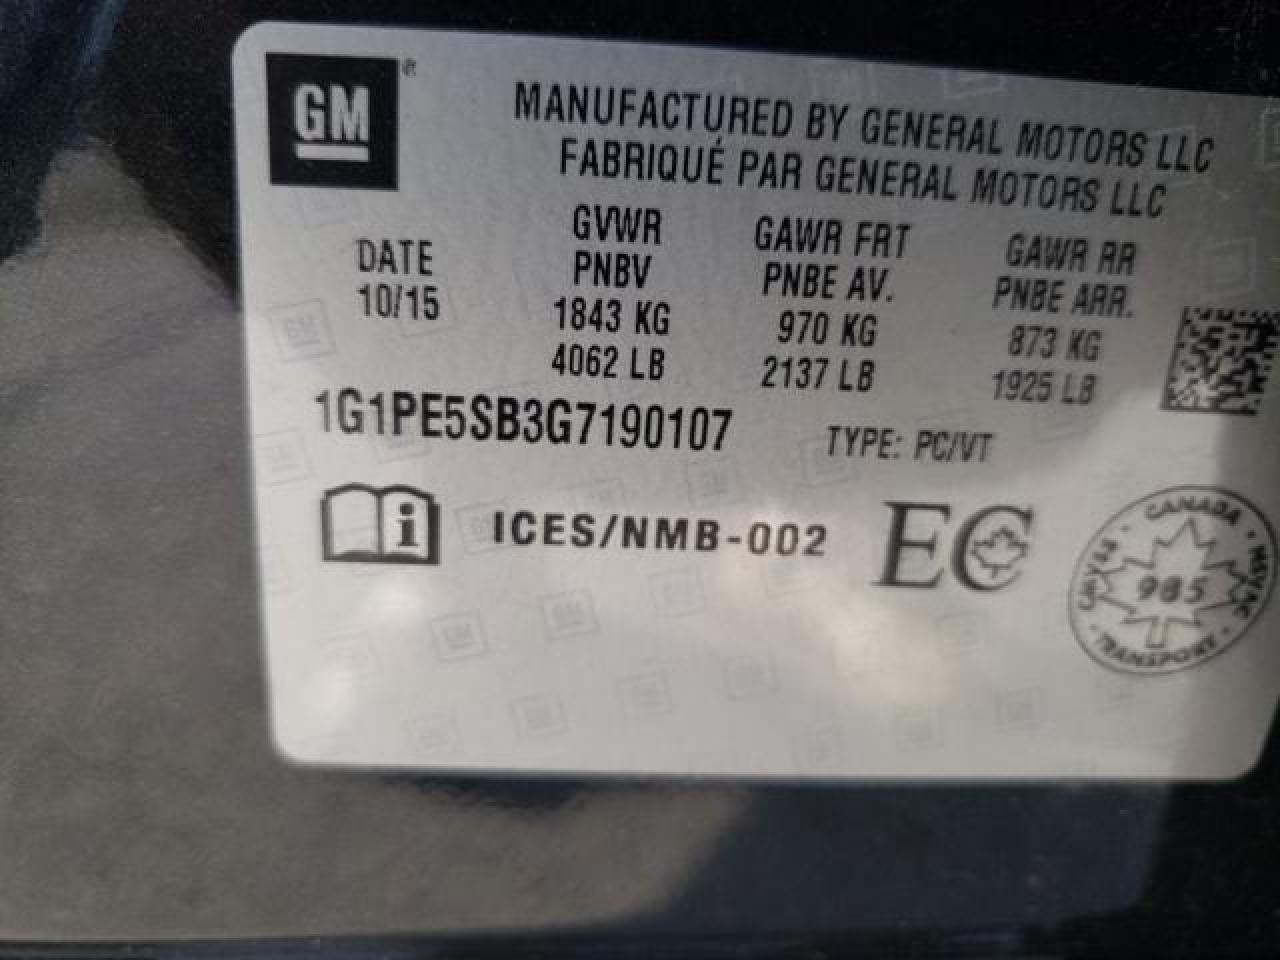 GM
MANUFACTURED BY GENERAL MOTORS LLC
FABRIQUÉ PAR GENERAL MOTORS LLC
DATE
10/15
GVWR
PNBV
1843 KG
4062 LB
GAWR FRT
PNBE AV.
970 KG
2137 LB
GAWR RR
PNBE ARR.
873 KG
1925 LB
1G1PE5SB3G7190107
TYPE: PC/VT
ICES/NMB-002
EC
CANADA
985
TRANSPORT